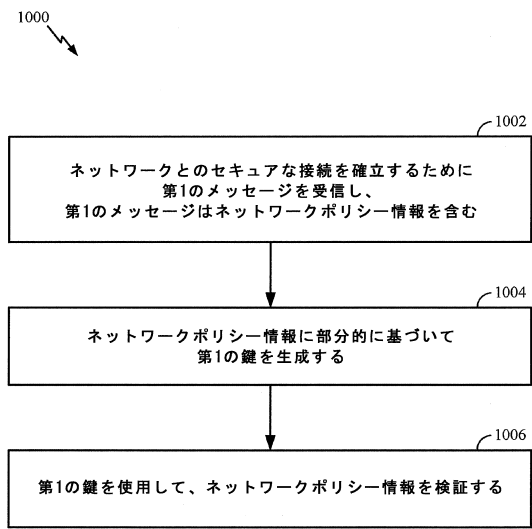 1000
1002
ネットワークとのセキュアな接続を確立するために
第1のメッセージを受信し、
第1のメッセージはネットワークポリシー情報を含む
1004
ネットワークポリシー情報に部分的に基づいて
第1の鍵を生成する
1006
第1の鍵を使用して、ネットワークポリシー情報を検証する